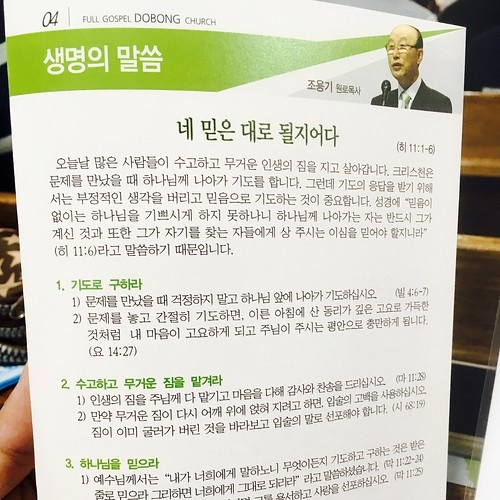 04 FULL GOSPEL DOBONG CHURCH
생명의 말씀
조용기 원로목사
네 믿은 대로 될지어다
(히 11:1-6)
오늘날 많은 사람들이 수고하고 무거운 인생의 짐을 지고 살아갑니다. 크리스천은
문제를 만났을 때 하나님께 나아가 기도를 합니다. 그런데 기도의 응답을 받기 위해
서는 부정적인 생각을 버리고 믿음으로 기도하는 것이 중요합니다. 성경에 “믿음이
없이는 하나님을 기쁘시게 하지 못하나니 하나님께 나아가는 자는 반드시 그가
계신 것과 또한 그가 자기를 찾는 자들에게 상 주시는 이심을 믿어야 할지니라”
(히 11:6)라고 말씀하기 때문입니다.
1. 기도로 구하라
1) 문제를 만났을 때 걱정하지 말고 하나님 앞에 나아가 기도하십시오. (빌 4:6-7)
2) 문제를 놓고 간절히 기도하면, 이른 아침에 산 동리가 깊은 고요로 가득한
것처럼 내 마음이 고요하게 되고 주님이 주시는 평안으로 충만하게 됩니다.
(요 14:27)
2. 수고하고 무거운 짐을 맡겨라
1) 인생의 짐을 주님께 다 맡기고 마음을 다해 감사와 찬송을 드리십시오. (마 11:28)
2) 만약 무거운 짐이 다시 어깨 위에 얹혀 지려고 하면, 입술의 고백을 사용하십시오.
짐이 이미 굴러가 버린 것을 바라보고 입술의 말로 선포해야 합니다. (시 68:19)
3. 하나님을 믿으라
1) 예수님께서는 “내가 너희에게 말하노니 무엇이든지 기도하고 구하는 것은 받은
줄로 믿으라 그리하면 너희에게 그대로 되리라” 라고 말씀하셨습니다. (막 11:22-24)
용서하고 사랑을 선포하십시오. (막 11:25)